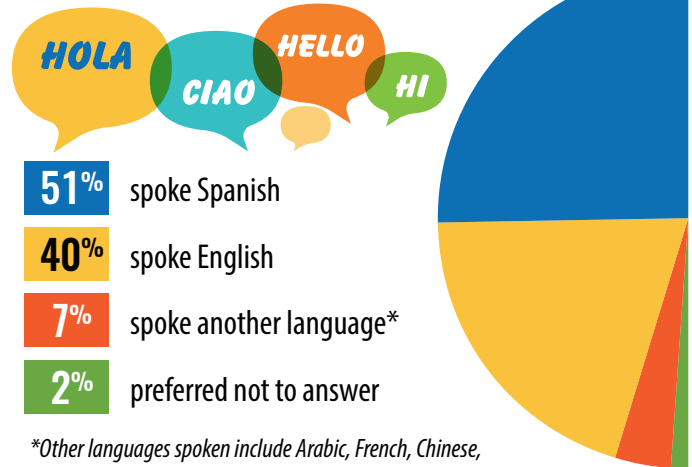 HOLA
CIAO
HELLO
HI
51% spoke Spanish
40% spoke English
7% spoke another language*
2% preferred not to answer
*Other languages spoken include Arabic, French, Chinese,